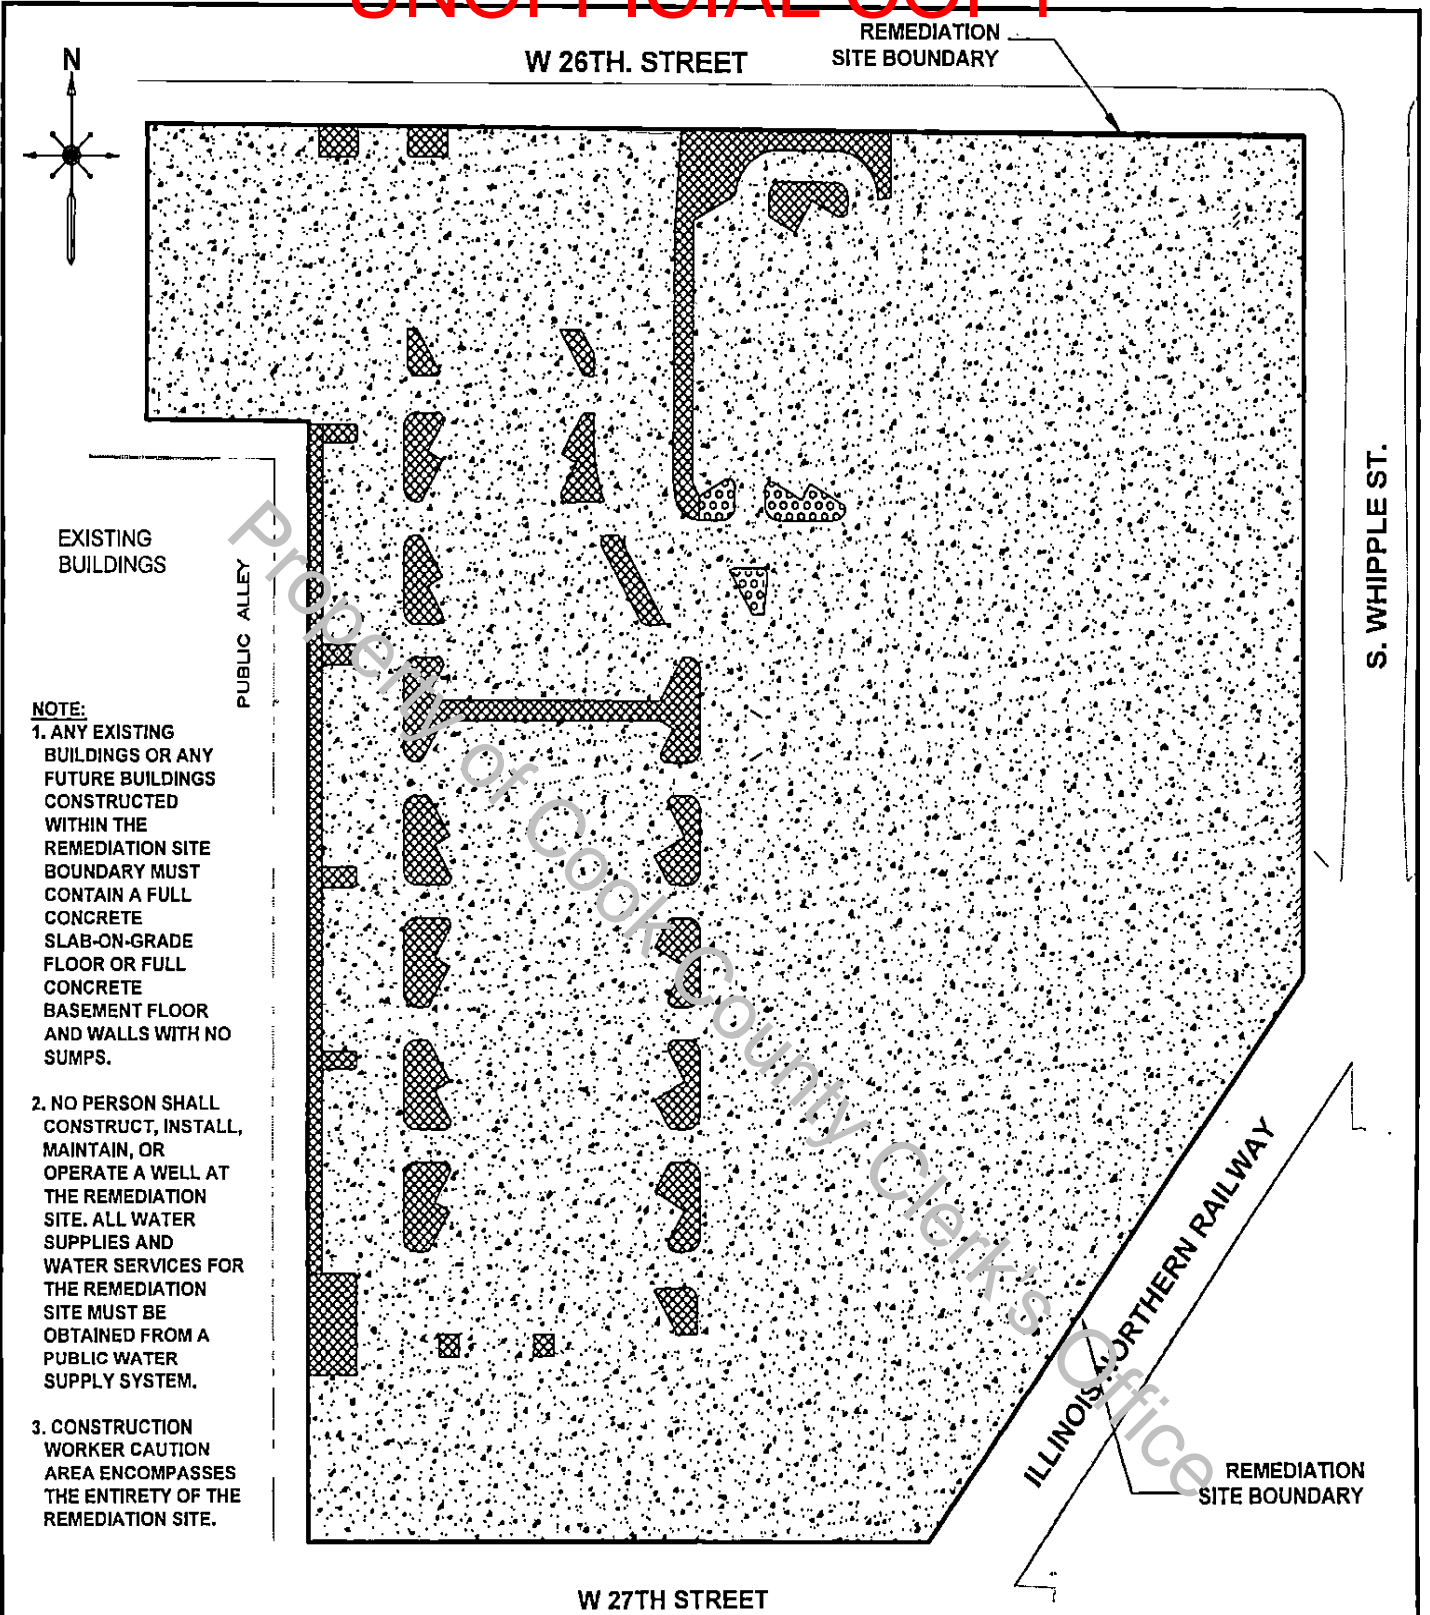 UNOFFICIAL COPY
REMEDIATION
SITE BOUNDARY
W 26TH. STREET
N
S. WHIPPLE ST.
EXISTING
BUILDINGS
PUBLIC ALLEY
NOTE:
1. ANY EXISTING
BUILDINGS OR ANY
FUTURE BUILDINGS
CONSTRUCTED
WITHIN THE
REMEDIATION SITE
BOUNDARY MUST
CONTAIN A FULL
CONCRETE
SLAB-ON-GRADE
FLOOR OR FULL
CONCRETE
BASEMENT FLOOR
AND WALLS WITH NO
SUMPS.
2. NO PERSON SHALL
CONSTRUCT, INSTALL,
MAINTAIN, OR
OPERATE A WELL AT
THE REMEDIATION
SITE. ALL WATER
SUPPLIES AND
WATER SERVICES FOR
THE REMEDIATION
SITE MUST BE
OBTAINED FROM A
PUBLIC WATER
SUPPLY SYSTEM.
3. CONSTRUCTION
WORKER CAUTION
AREA ENCOMPASSES
THE ENTIRETY OF THE
REMEDIATION SITE.
Property of Cook County Clerk's Office
ILLINOIS NORTHERN RAILWAY
REMEDIATION
SITE BOUNDARY
W 27TH STREET